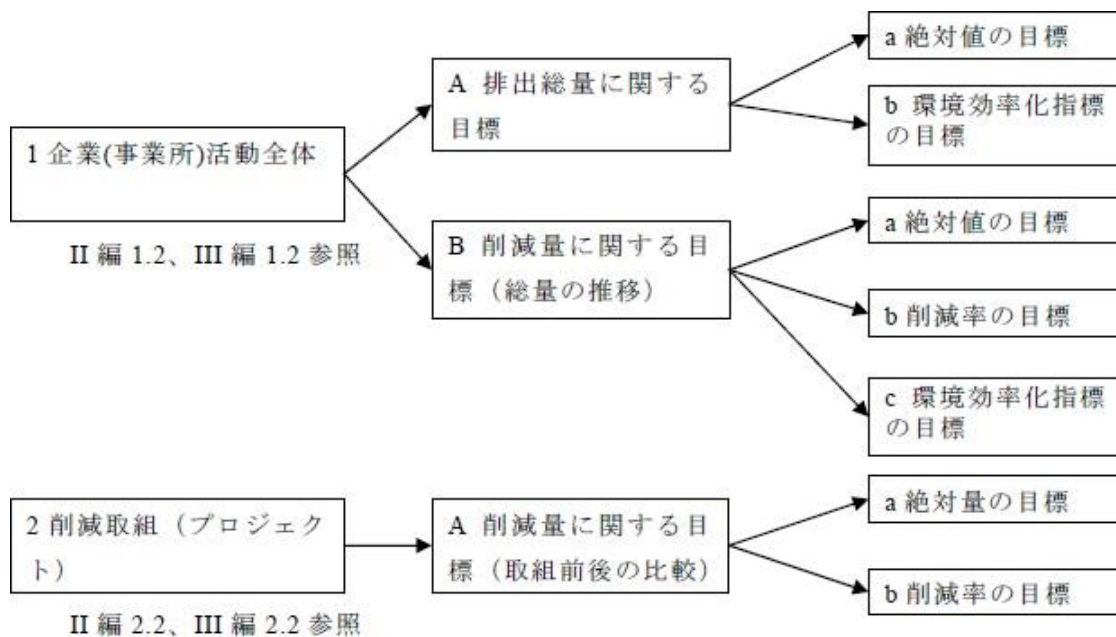 1 企業(事業所)活動全体
II 編 1.2、III 編 1.2 参照
A 排出総量に関する
目標
a 絶対値の目標
b 環境効率化指標
の目標
B 削減量に関する目
標（総量の推移）
a 絶対値の目標
b 削減率の目標
c 環境効率化指標
の目標
2 削減取組（プロジェク
ト）
II 編 2.2、III 編 2.2 参照
A 削減量に関する目
標（取組前後の比較）
a 絶対量の目標
b 削減率の目標